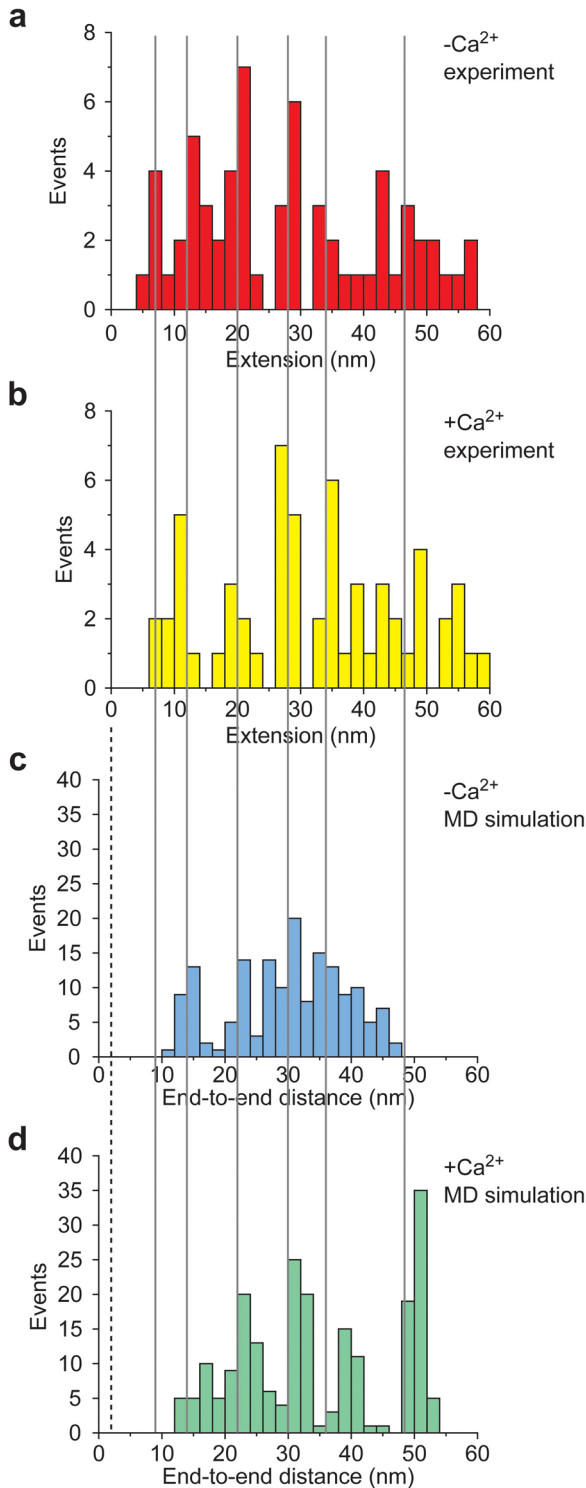 a
-Ca²⁺
experiment
8
6
4
2
0
Events
0 10 20 30 40 50 60
Extension (nm)
b
+Ca²⁺
experiment
8
6
4
2
0
Events
0 10 20 30 40 50 60
Extension (nm)
c
-Ca²⁺
MD simulation
40
35
30
25
20
15
10
5
0
Events
0 10 20 30 40 50 60
End-to-end distance (nm)
d
+Ca²⁺
MD simulation
40
35
30
25
20
15
10
5
0
Events
0 10 20 30 40 50 60
End-to-end distance (nm)